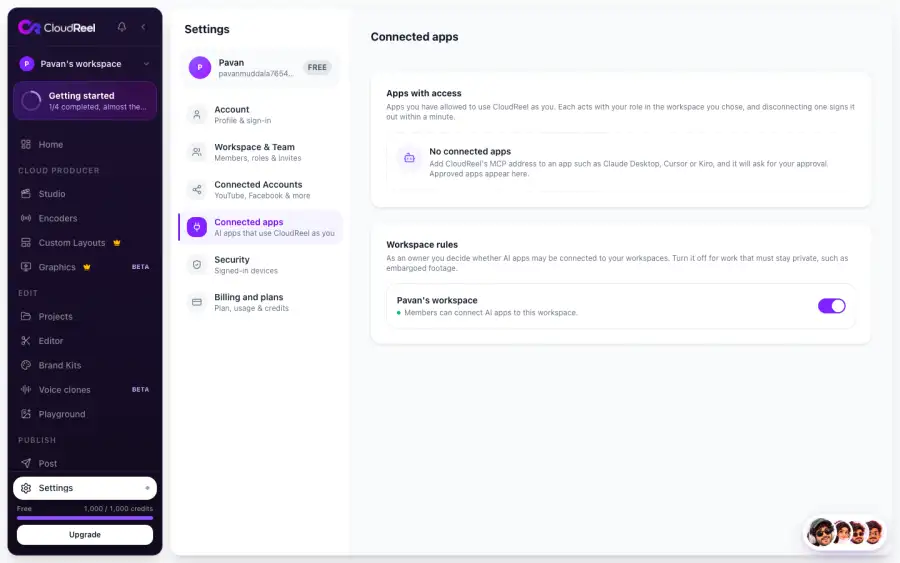 CloudReel
P
Pavan's workspace
Getting started
1/4 completed, almost the...
Home
CLOUD PRODUCER
Studio
Encoders
Custom Layouts
Graphics
BETA
EDIT
Projects
Editor
Brand Kits
Voice clones
BETA
Playground
PUBLISH
Post
Settings
Free
1,000 / 1,000 credits
Upgrade
Settings
P
Pavan
pavanmuddala7654...
FREE
Account
Profile & sign-in
Workspace & Team
Members, roles & invites
Connected Accounts
YouTube, Facebook & more
Connected apps
AI apps that use CloudReel as you
Security
Signed-in devices
Billing and plans
Plan, usage & credits
Connected apps
Apps with access
Apps you have allowed to use CloudReel as you. Each acts with your role in the workspace you chose, and disconnecting one signs it
out within a minute.
No connected apps
Add CloudReel's MCP address to an app such as Claude Desktop, Cursor or Kiro, and it will ask for your approval.
Approved apps appear here.
Workspace rules
As an owner you decide whether AI apps may be connected to your workspaces. Turn it off for work that must stay private, such as
embargoed footage.
Pavan's workspace
Members can connect AI apps to this workspace.